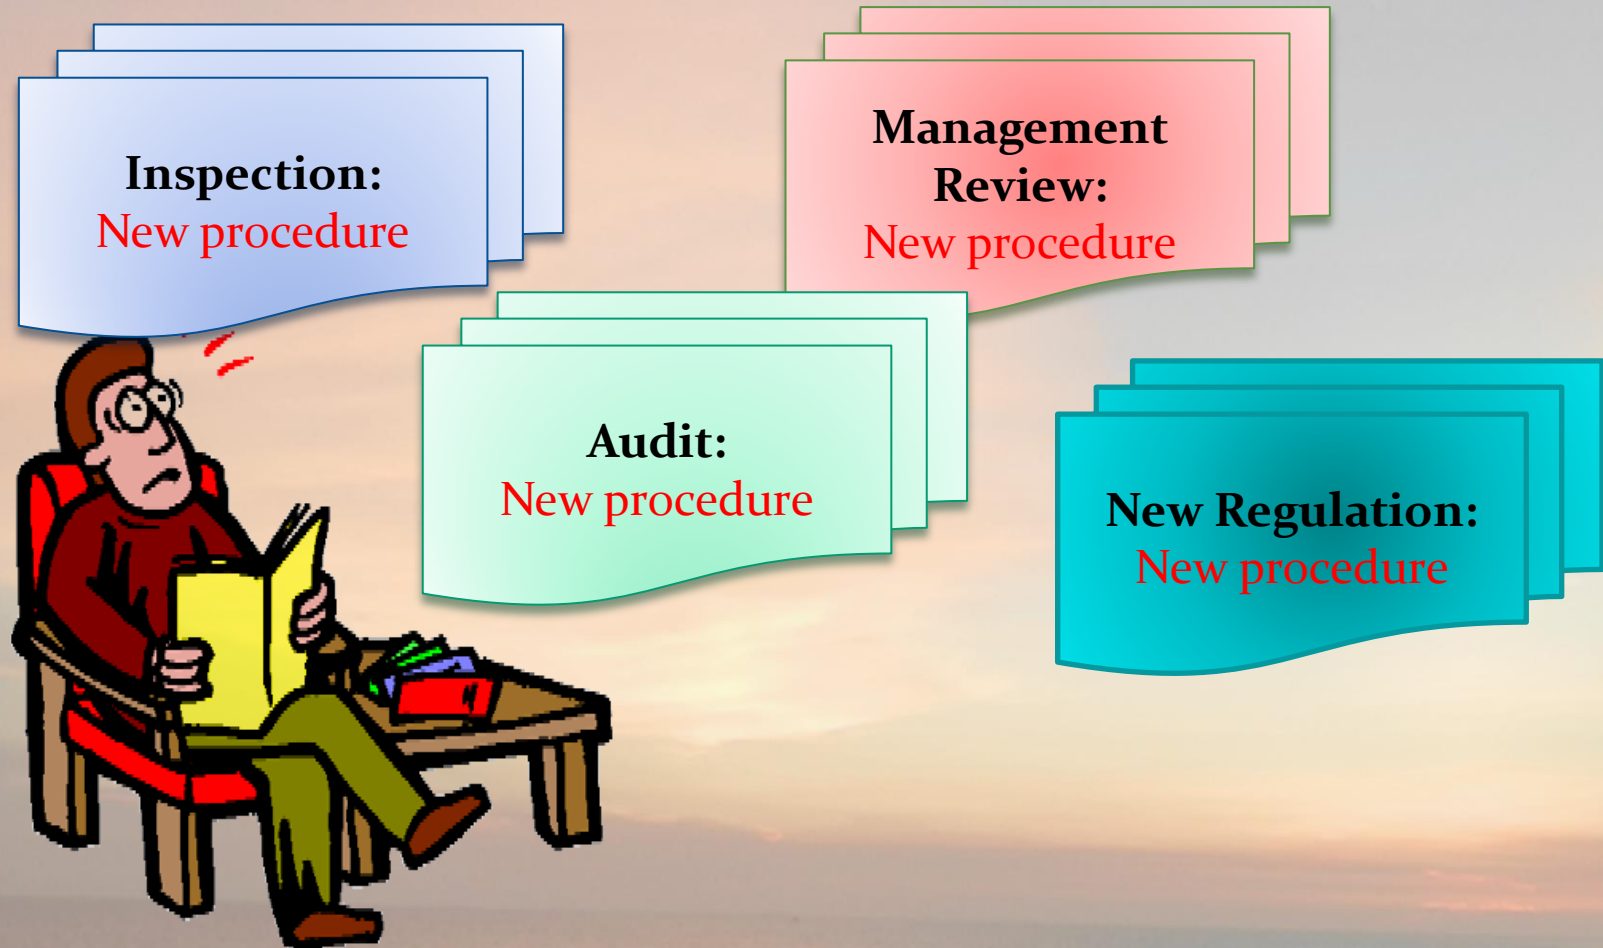 Inspection:
New procedure
Management
Review:
New procedure
Audit:
New procedure
New Regulation:
New procedure